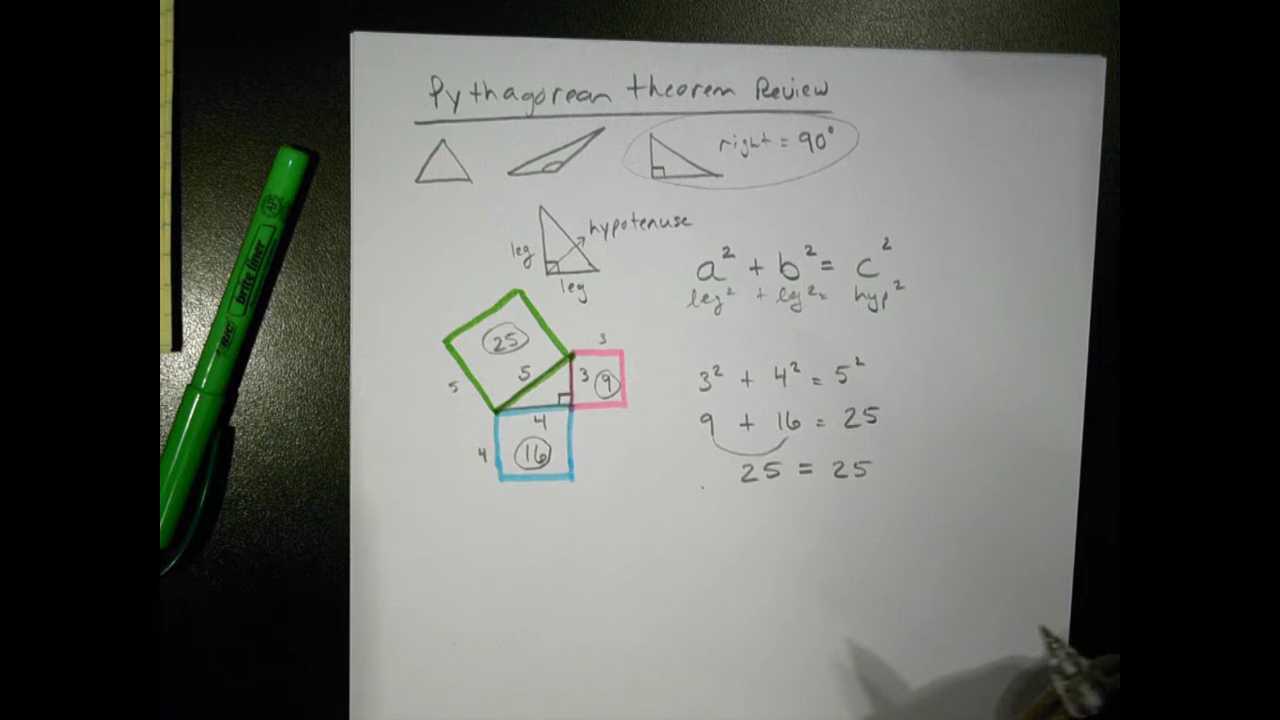 Pythagorean theorem Review
right = 90°
hypotenuse
leg
leg
a² + b² = c²
leg² + leg² = hyp²
25
5
5
3
3
9
4
4
16
3² + 4² = 5²
9 + 16 = 25
25 = 25
BIC brite liner